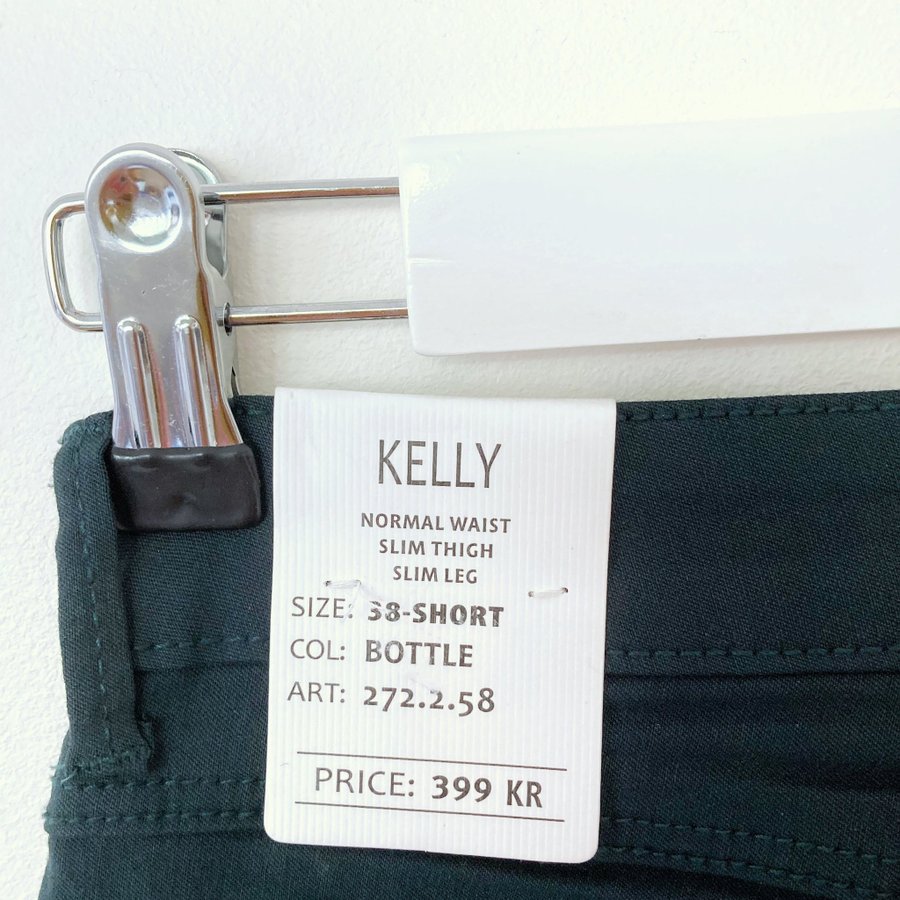 KELLY
NORMAL WAIST
SLIM THIGH
SLIM LEG
SIZE: 38-SHORT
COL: BOTTLE
ART: 272.2.58
PRICE: 399 KR